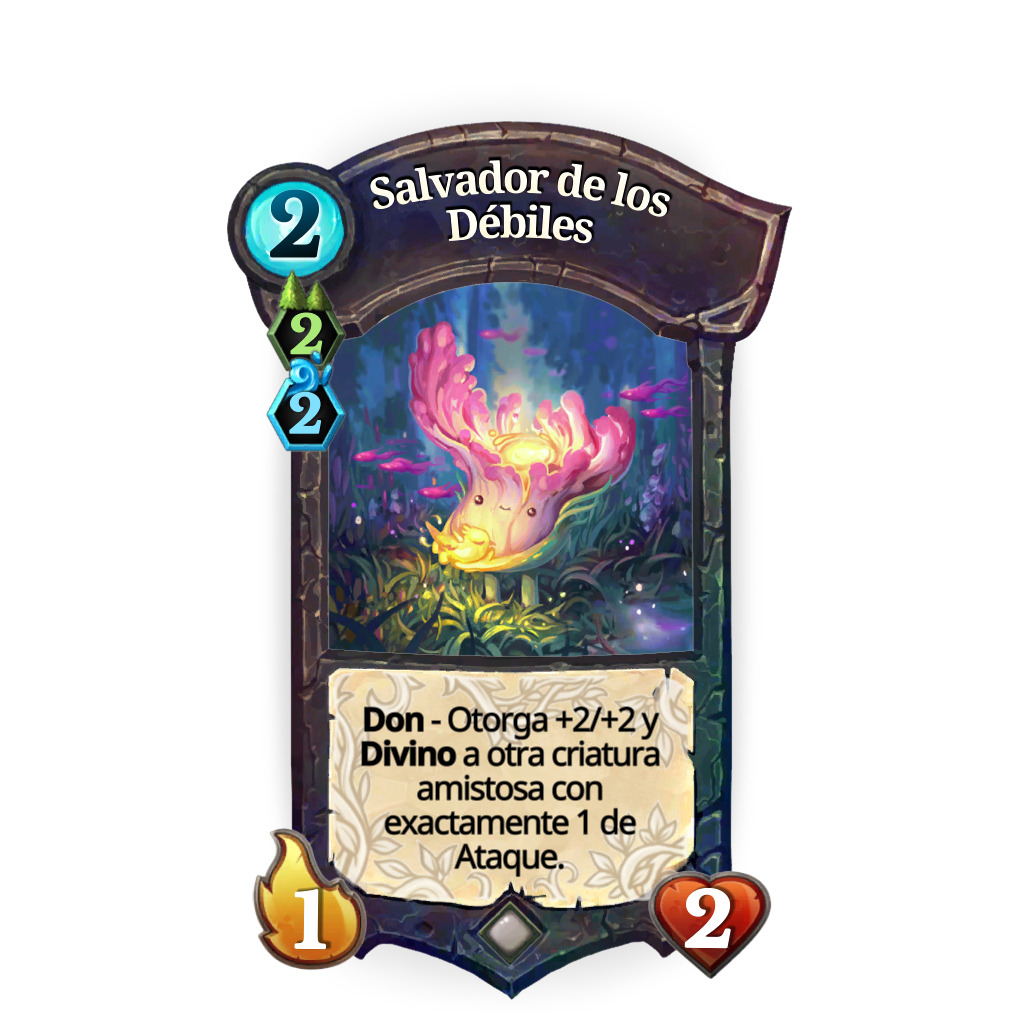 Salvador de los
Débiles
2
2
2
Don - Otorga +2/+2 y
Divino a otra criatura
amistosa con
exactamente 1 de
Ataque.
1
2